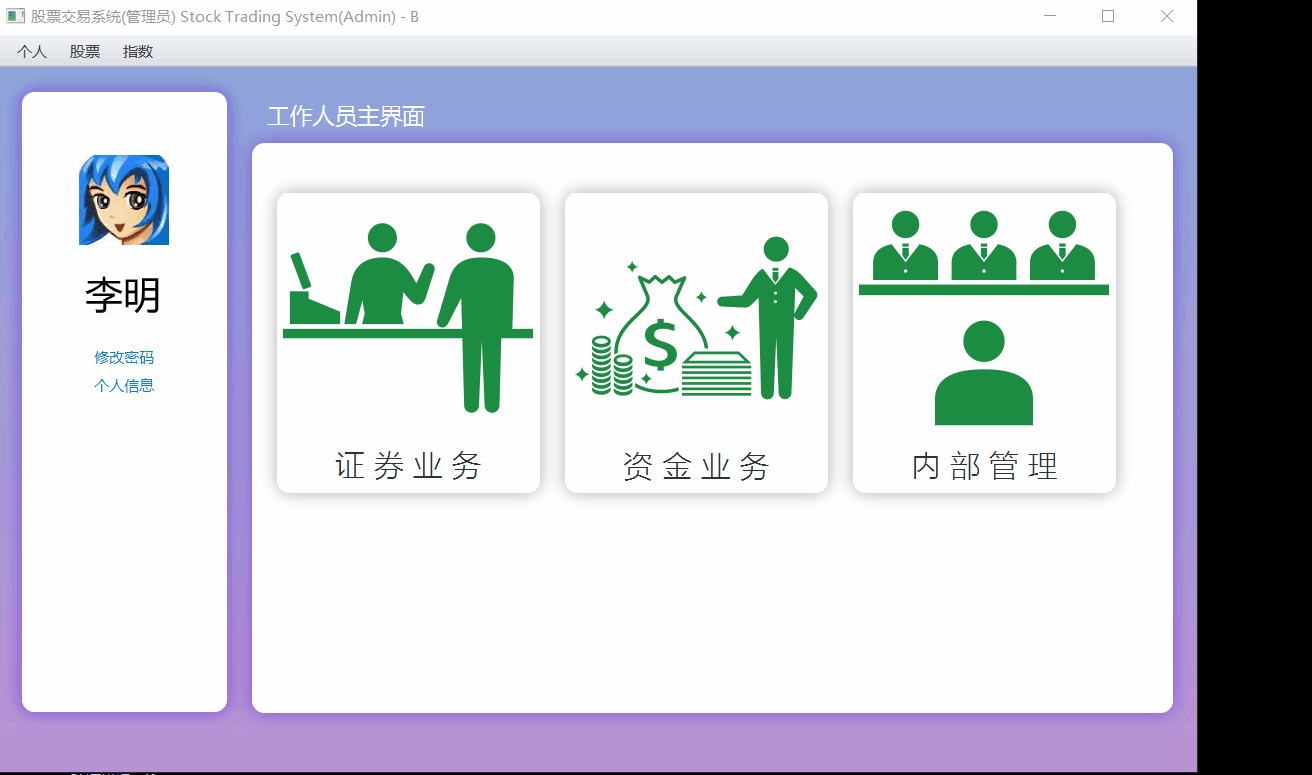 股票交易系统(管理员) Stock Trading System(Admin) - B
个人 股票 指数
工作人员主界面
李明
修改密码
个人信息
$
证券业务
资金业务
内部管理